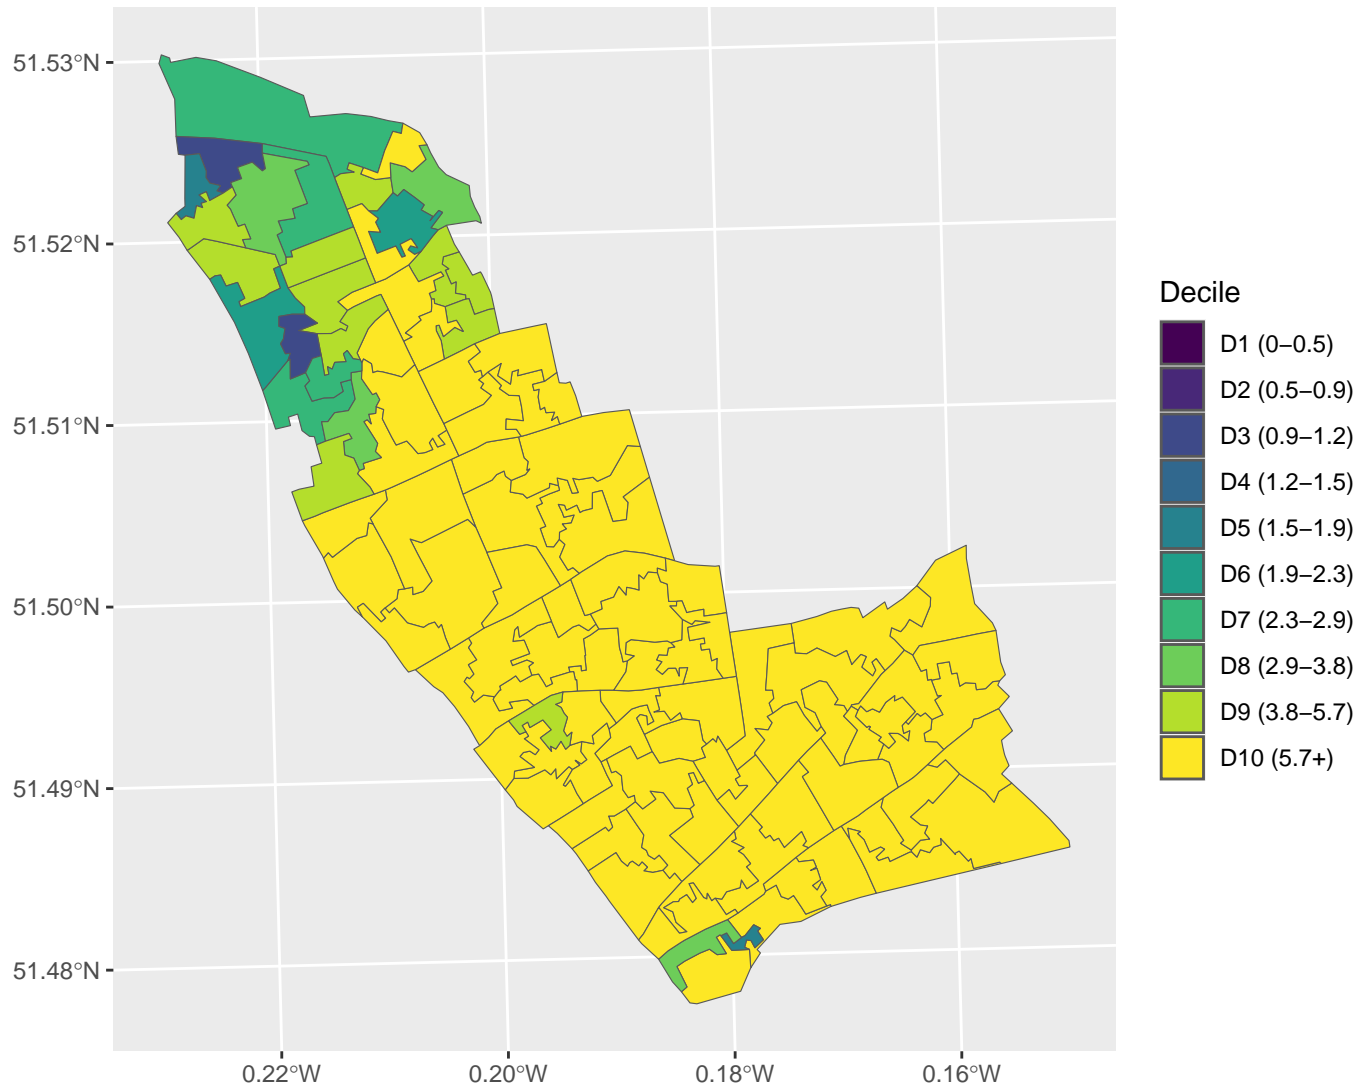 51.53°N
51.52°N
51.51°N
51.50°N
51.49°N
51.48°N
0.22°W
0.20°W
0.18°W
0.16°W
Decile
D1 (0−0.5)
D2 (0.5−0.9)
D3 (0.9−1.2)
D4 (1.2−1.5)
D5 (1.5−1.9)
D6 (1.9−2.3)
D7 (2.3−2.9)
D8 (2.9−3.8)
D9 (3.8−5.7)
D10 (5.7+)